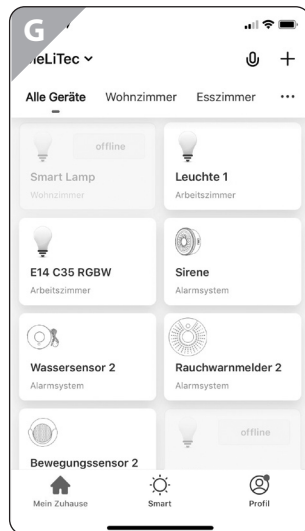 G
eLiTec
Alle Geräte Wohnzimmer Esszimmer ...
offline
Smart Lamp
Wohnzimmer
Leuchte 1
Arbeitszimmer
E14 C35 RGBW
Arbeitszimmer
Sirene
Alarmsystem
Wassersensor 2
Alarmsystem
Rauchwarnmelder 2
Alarmsystem
Bewegungssensor 2
offline
Mein Zuhause Smart Profil